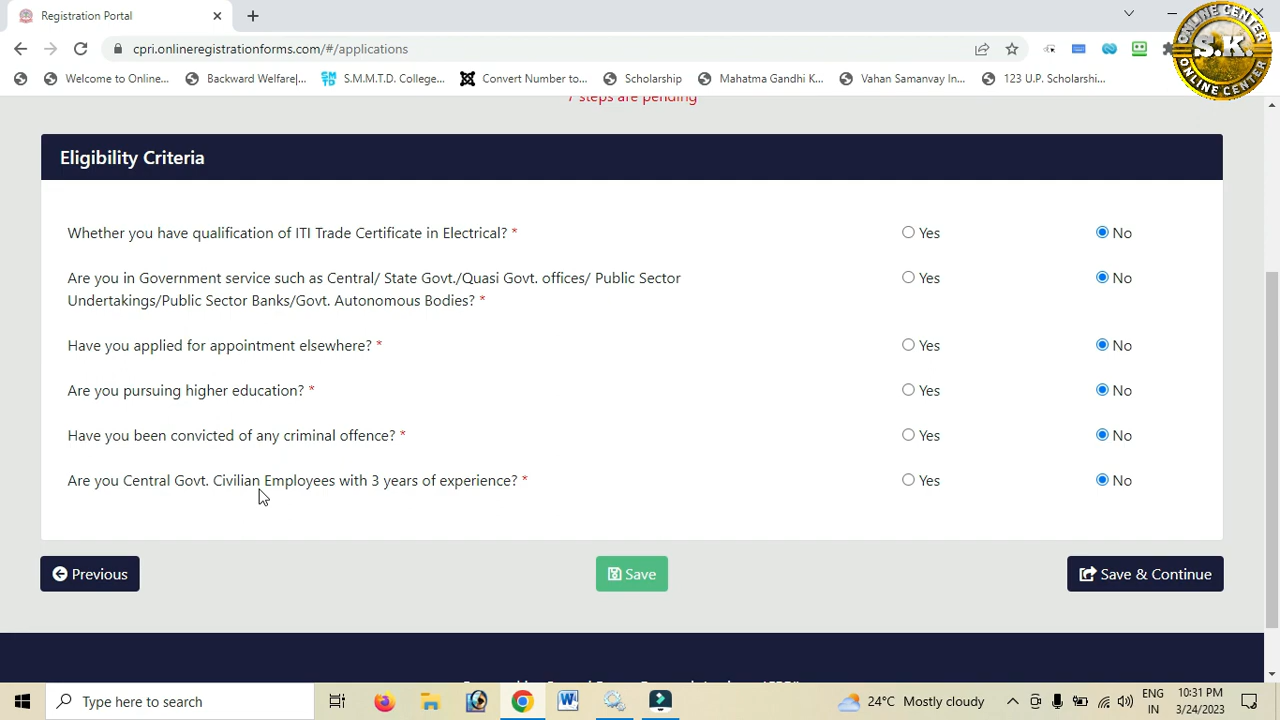 Registration Portal
cpri.onlineregistrationforms.com/#/applications
Welcome to Online...
Backward Welfare|...
S.M.M.T.D. College...
Convert Number to...
Scholarship
Mahatma Gandhi K...
Vahan Samanvay In...
123 U.P. Scholarshi...
ONLINE CENTER
S.K.
ONLINE CENTER
7 steps are pending
Eligibility Criteria
Whether you have qualification of ITI Trade Certificate in Electrical? * Yes No
Are you in Government service such as Central/ State Govt./Quasi Govt. offices/ Public Sector Yes No
Undertakings/Public Sector Banks/Govt. Autonomous Bodies? *
Have you applied for appointment elsewhere? * Yes No
Are you pursuing higher education? * Yes No
Have you been convicted of any criminal offence? * Yes No
Are you Central Govt. Civilian Employees with 3 years of experience? * Yes No
Previous
Save
Save & Continue
Type here to search
24°C Mostly cloudy
ENG
IN
10:31 PM
3/24/2023